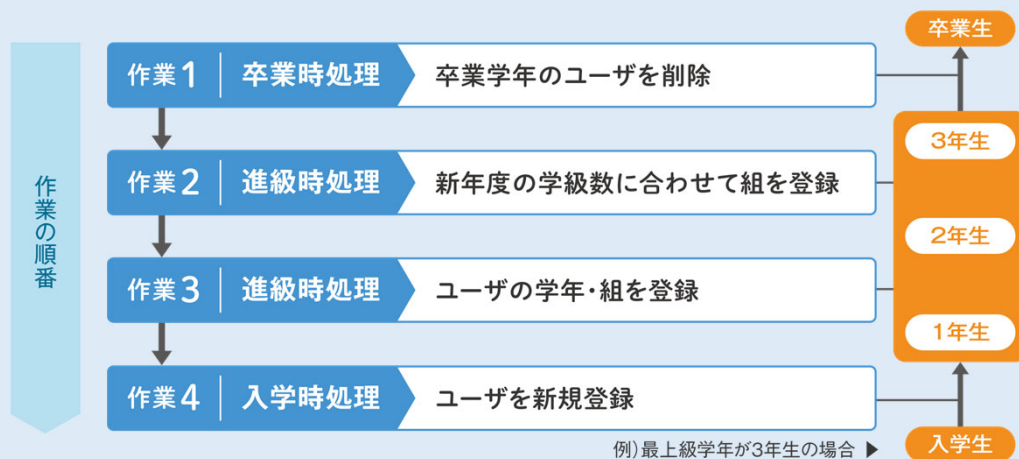 卒業生
作業1 卒業時処理 卒業学年のユーザを削除
3年生
作業2 進級時処理 新年度の学級数に合わせて組を登録
作業の順番
2年生
作業3 進級時処理 ユーザの学年・組を登録
1年生
作業4 入学時処理 ユーザを新規登録
例)最上級学年が3年生の場合 ▶
入学生